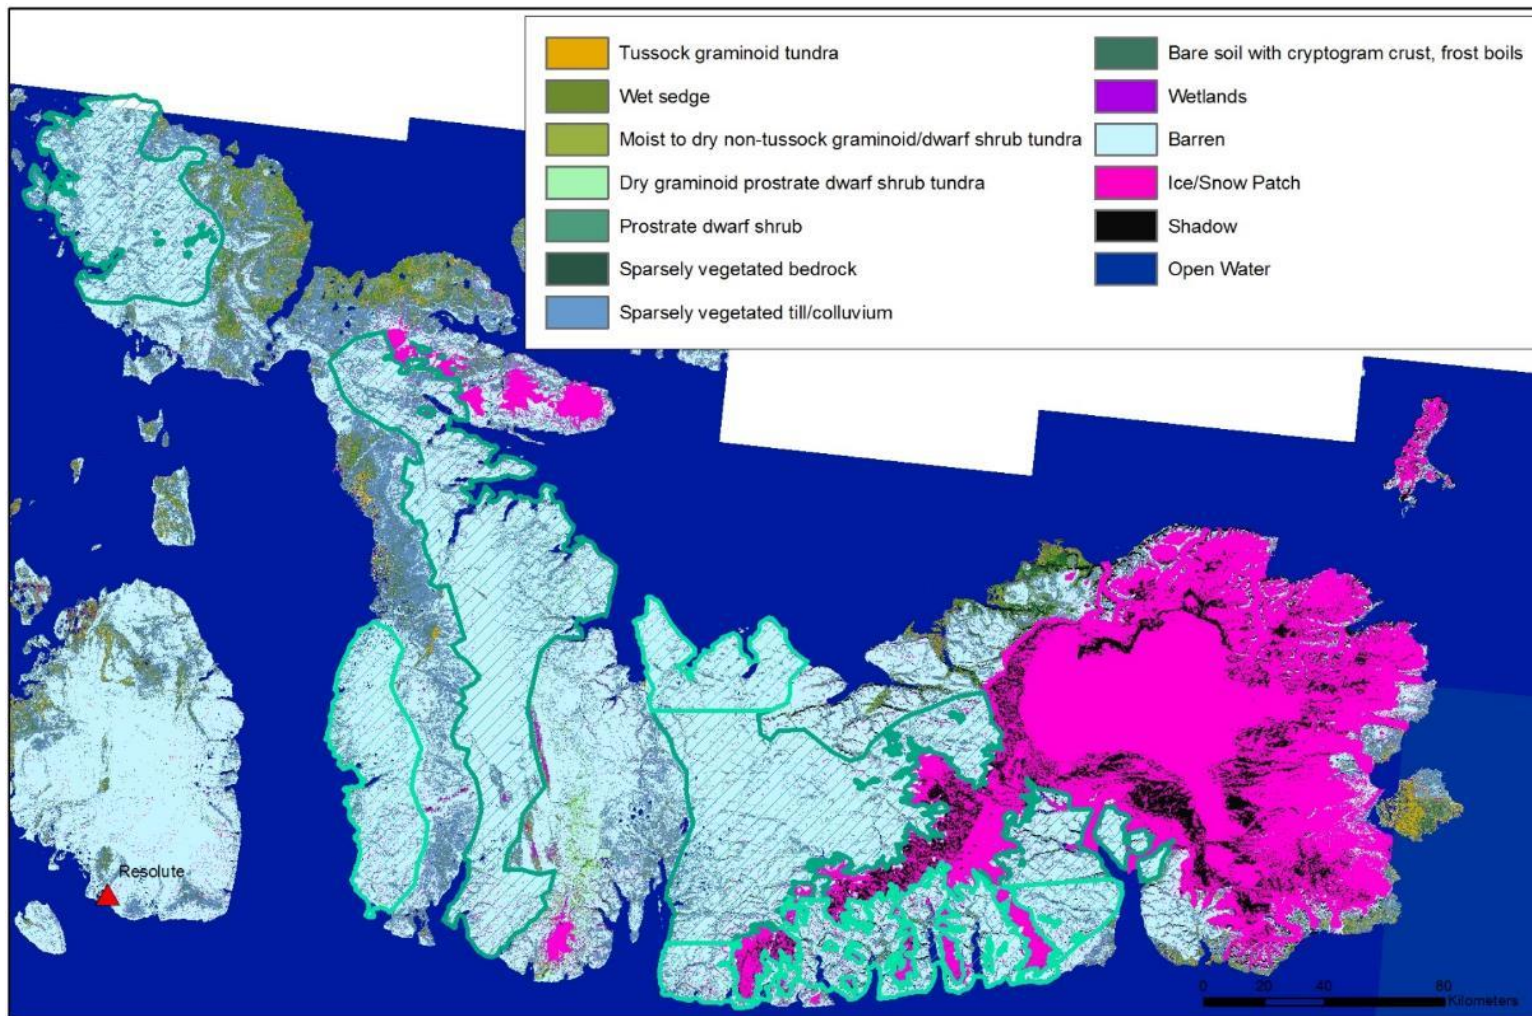 Tussock graminoid tundra
Wet sedge
Moist to dry non-tussock graminoid/dwarf shrub tundra
Dry graminoid prostrate dwarf shrub tundra
Prostrate dwarf shrub
Sparsely vegetated bedrock
Sparsely vegetated till/colluvium
Bare soil with cryptogram crust, frost boils
Wetlands
Barren
Ice/Snow Patch
Shadow
Open Water
Resolute
0 20 40 80
Kilometers